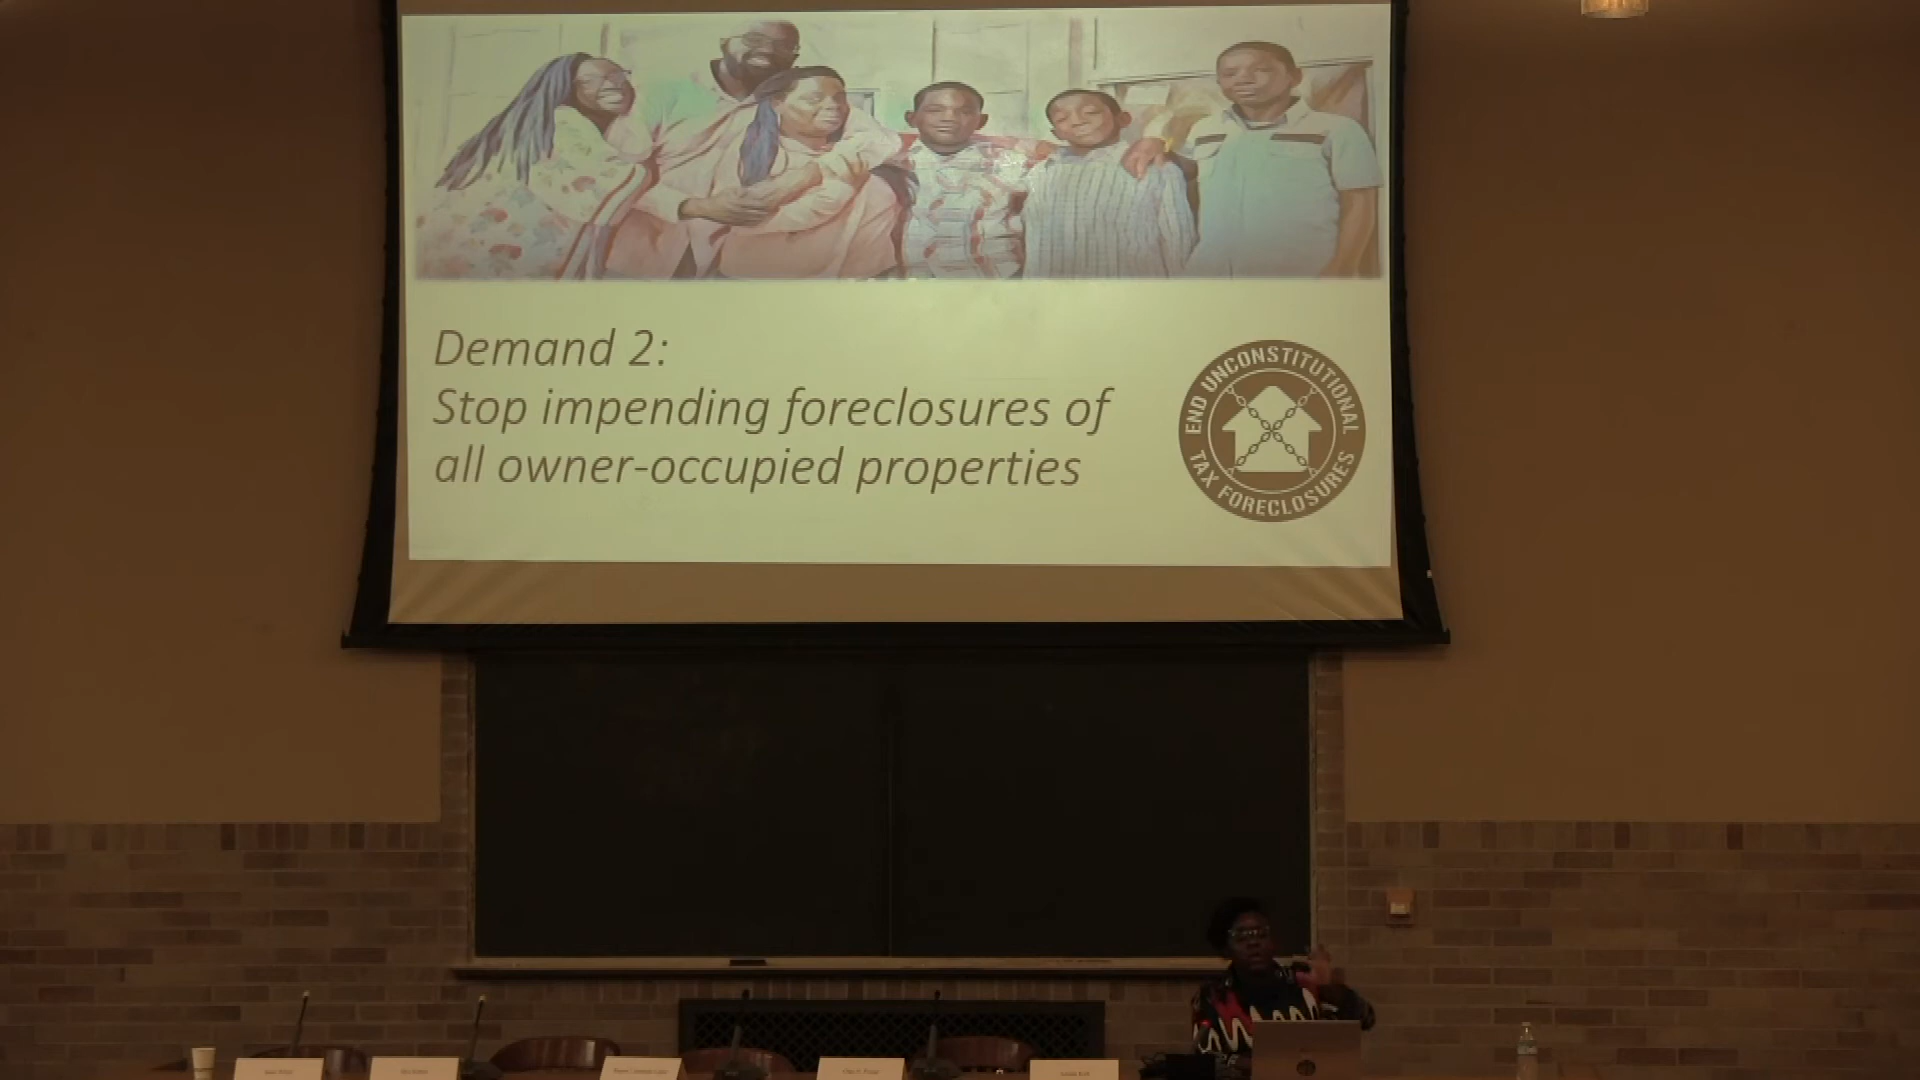 Demand 2:
Stop impending foreclosures of
all owner-occupied properties
END UNCONSTITUTIONAL
TAX FORECLOSURES